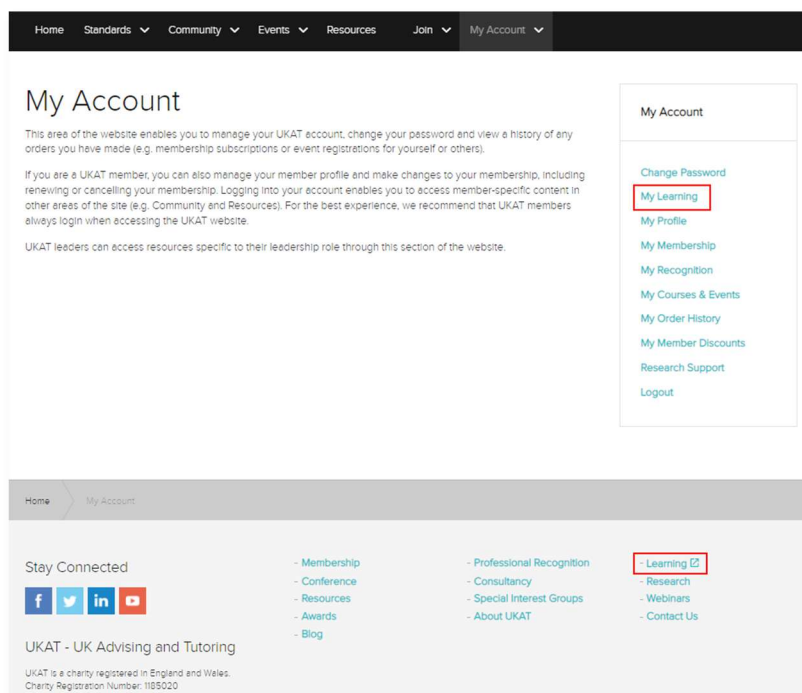 Home Standards Community Events Resources Join My Account
My Account
This area of the website enables you to manage your UKAT account, change your password and view a history of any
orders you have made (e.g. membership subscriptions or event registrations for yourself or others).
If you are a UKAT member, you can also manage your member profile and make changes to your membership, including
renewing or cancelling your membership. Logging into your account enables you to access member-specific content in
other areas of the site (e.g. Community and Resources). For the best experience, we recommend that UKAT members
always login when accessing the UKAT website.
UKAT leaders can access resources specific to their leadership role through this section of the website.
My Account
Change Password
My Learning
My Profile
My Membership
My Recognition
My Courses & Events
My Order History
My Member Discounts
Research Support
Logout
Home My Account
Stay Connected
UKAT - UK Advising and Tutoring
UKAT is a charity registered in England and Wales.
Charity Registration Number: 1185020
- Membership
- Conference
- Resources
- Awards
- Blog
- Professional Recognition
- Consultancy
- Special Interest Groups
- About UKAT
- Learning
- Research
- Webinars
- Contact Us